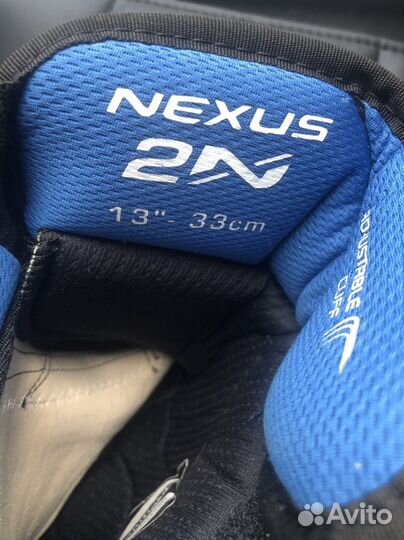 NEXUS
2N
13" - 33cm
ADJUSTABLE
CUFF
Avito